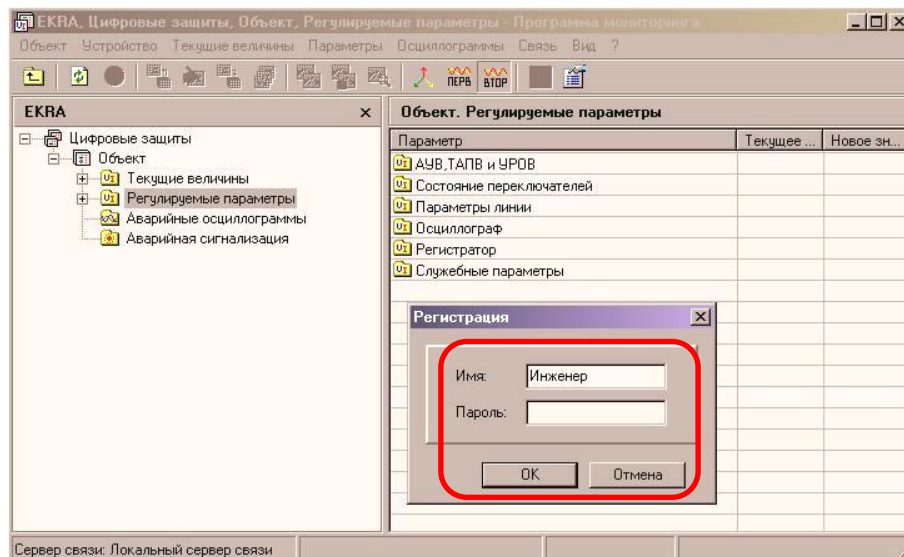 EKRA, Цифровые защиты, Объект, Регулируемые параметры - Программа мониторинга
Объект Устройство Текущие величины Параметры Осциллограммы Связь Вид ?
ПЕРВ ВТОР
EKRA x
Цифровые защиты
Объект
Текущие величины
Регулируемые параметры
Аварийные осциллограммы
Аварийная сигнализация
Объект. Регулируемые параметры
Параметр Текущее ... Новое зн...
АУВ,ТАПВ и УРОВ
Состояние переключателей
Параметры линии
Осциллограф
Регистратор
Служебные параметры
Регистрация
Имя: Инженер
Пароль:
OK Отмена
Сервер связи: Локальный сервер связи